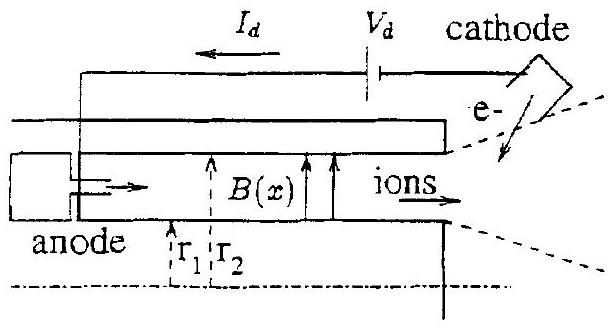 I_d
V_d
cathode
e-
B(x)
ions
anode
r_1
r_2